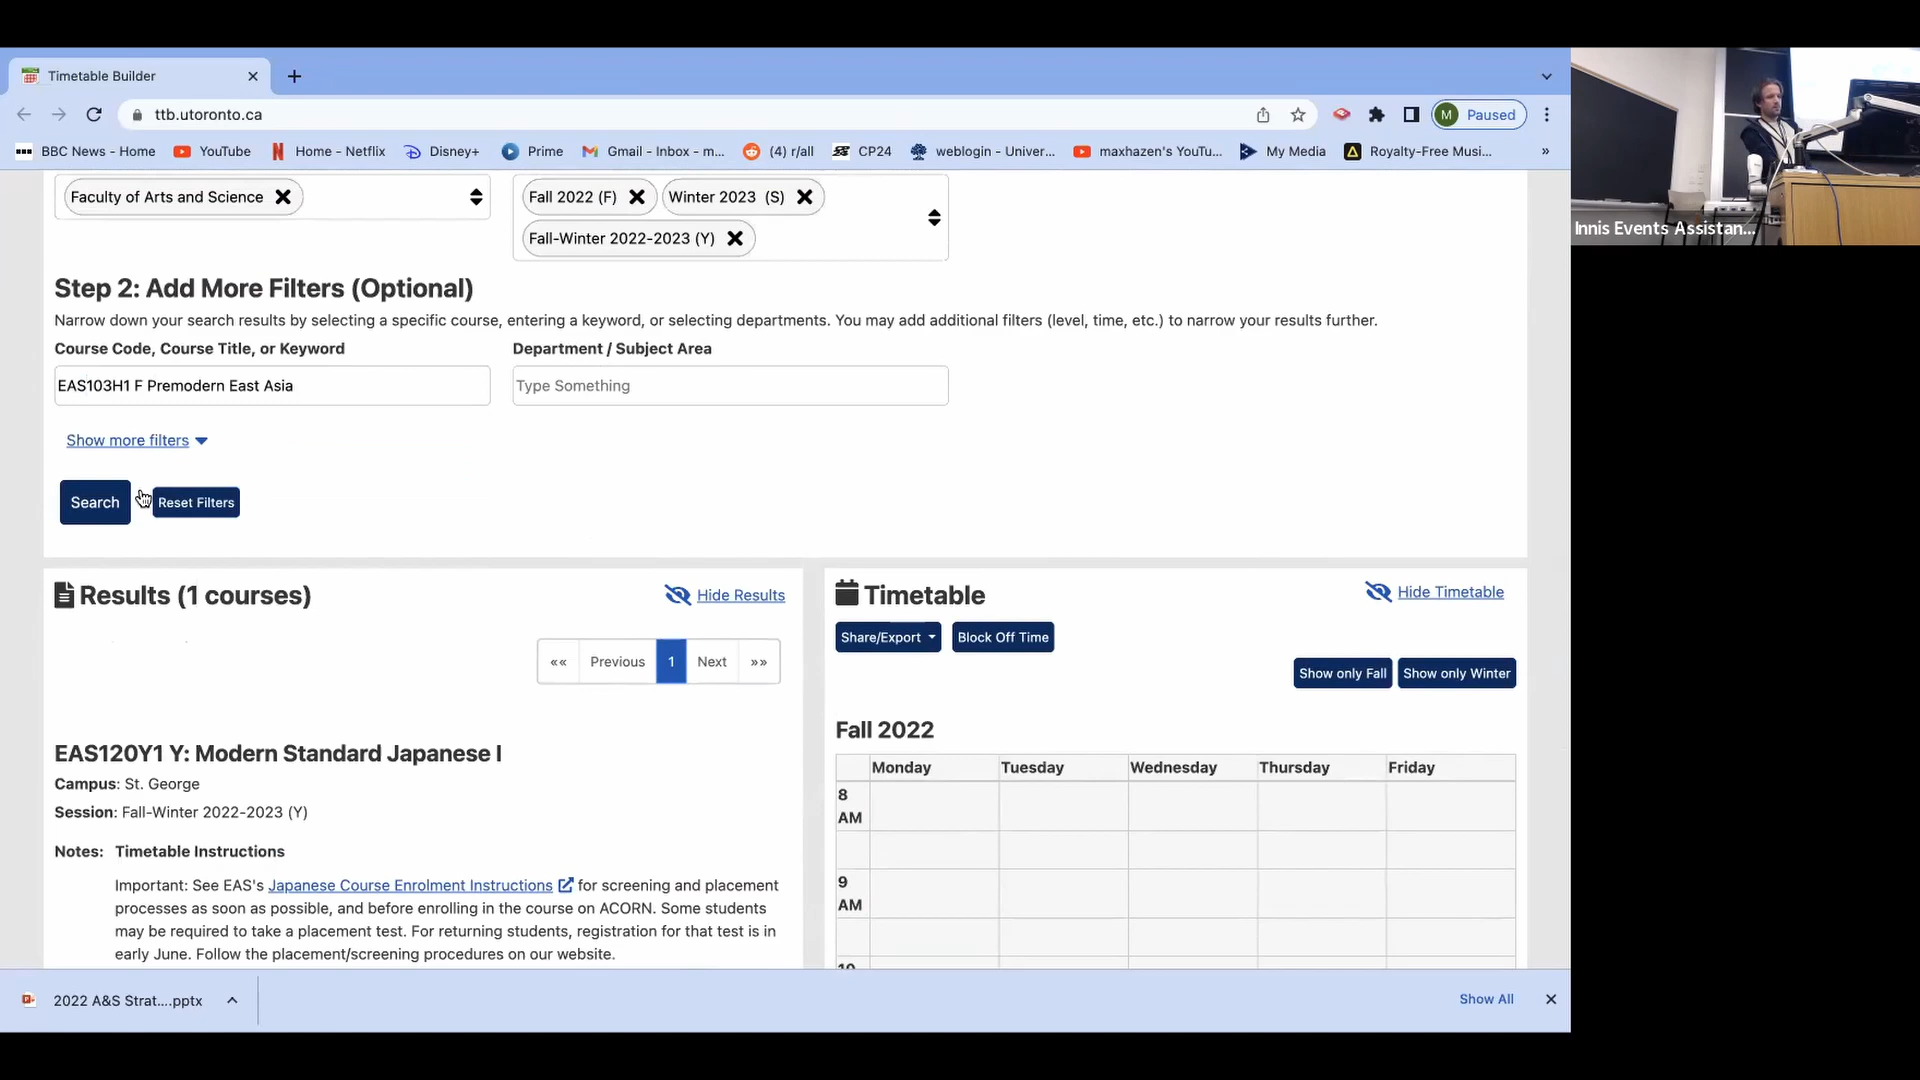 Timetable Builder
ttb.utoronto.ca
M Paused
BBC News - Home YouTube Home - Netflix Disney+ Prime Gmail - Inbox - m... (4) r/all CP24 weblogin - Univer... maxhazen's YouTu... My Media Royalty-Free Musi... »
Innis Events Assistan...
Faculty of Arts and Science
Fall 2022 (F) Winter 2023 (S)
Fall-Winter 2022-2023 (Y)
Step 2: Add More Filters (Optional)
Narrow down your search results by selecting a specific course, entering a keyword, or selecting departments. You may add additional filters (level, time, etc.) to narrow your results further.
Course Code, Course Title, or Keyword
Department / Subject Area
EAS103H1 F Premodern East Asia
Type Something
Show more filters
Search
Reset Filters
Results (1 courses)
Hide Results
Timetable
Hide Timetable
Share/Export
Block Off Time
«« Previous 1 Next »»
Show only Fall
Show only Winter
Fall 2022
EAS120Y1 Y: Modern Standard Japanese I
Campus: St. George
Session: Fall-Winter 2022-2023 (Y)
Monday Tuesday Wednesday Thursday Friday
8
AM
Notes: Timetable Instructions
Important: See EAS's Japanese Course Enrolment Instructions for screening and placement
processes as soon as possible, and before enrolling in the course on ACORN. Some students
may be required to take a placement test. For returning students, registration for that test is in
early June. Follow the placement/screening procedures on our website.
9
AM
10
2022 A&S Strat....pptx
Show All